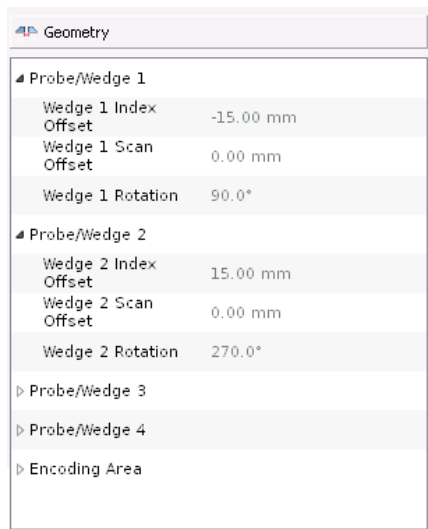 Geometry
Probe/Wedge 1
Wedge 1 Index
Offset
-15.00 mm
Wedge 1 Scan
Offset
0.00 mm
Wedge 1 Rotation 90.0°
Probe/Wedge 2
Wedge 2 Index
Offset
15.00 mm
Wedge 2 Scan
Offset
0.00 mm
Wedge 2 Rotation 270.0°
Probe/Wedge 3
Probe/Wedge 4
Encoding Area